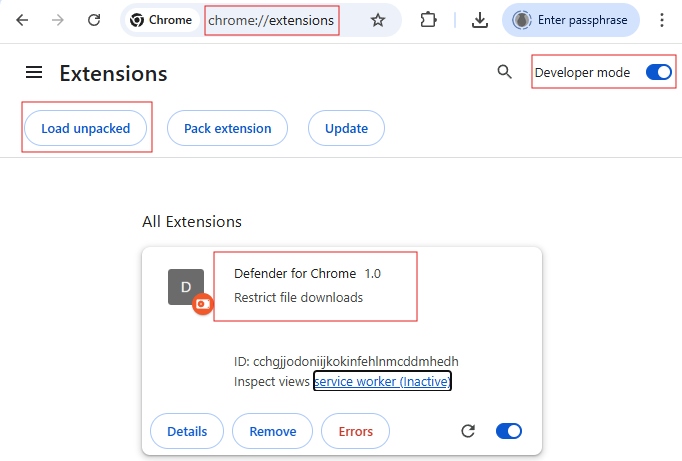 Chrome chrome://extensions Enter passphrase
Extensions Developer mode
Load unpacked Pack extension Update
All Extensions
D Defender for Chrome 1.0
Restrict file downloads
ID: cchgjjodoniijkokinfehlnmcddmhedh
Inspect views service worker (Inactive)
Details Remove Errors